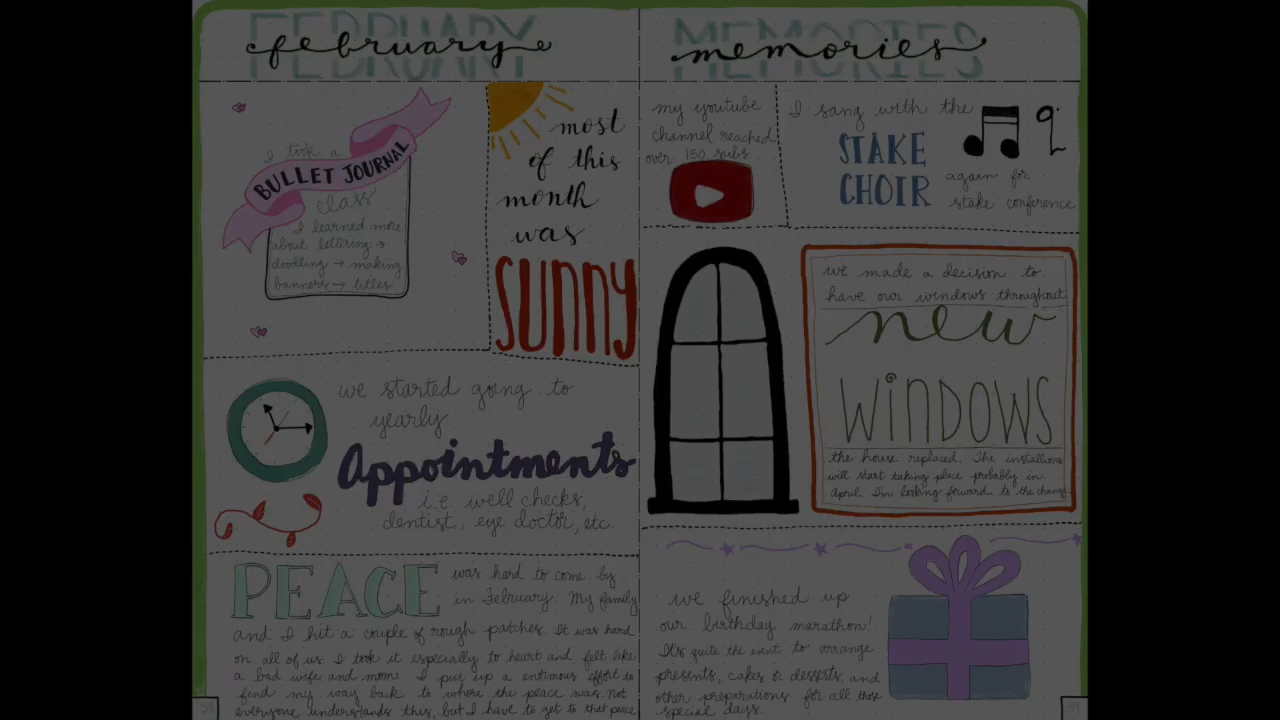 february memories
FEBRUARY MEMORIES
I took a
BULLET JOURNAL
class
I learned more
about lettering →
doodling → making
banners → titles
most
of this
month
was
SUNNY
my youtube
channel reached
over 150 subs
I sang with the
STAKE
CHOIR
again for
stake conference
we started going to
yearly
Appointments
i.e. well checks,
dentist, eye doctor, etc.
we made a decision to
have our windows throughout
new
WINDOWS
the house replaced. The installions
will start taking place probably in
April. I'm looking forward to the change
PEACE
was hard to come by
in February. My family
and I hit a couple of rough patches. It was hard
on all of us. I took it especially to heart and felt like
a bad wife and mom. I put up a entimous effort to
find my way back to where the peace was. not
everyone understands this, but I have to get to that peace
we finished up
our birthday marathon!
It's quite the event to arrange
presents, cakes or desserts, and
other preparations for all those
special days.